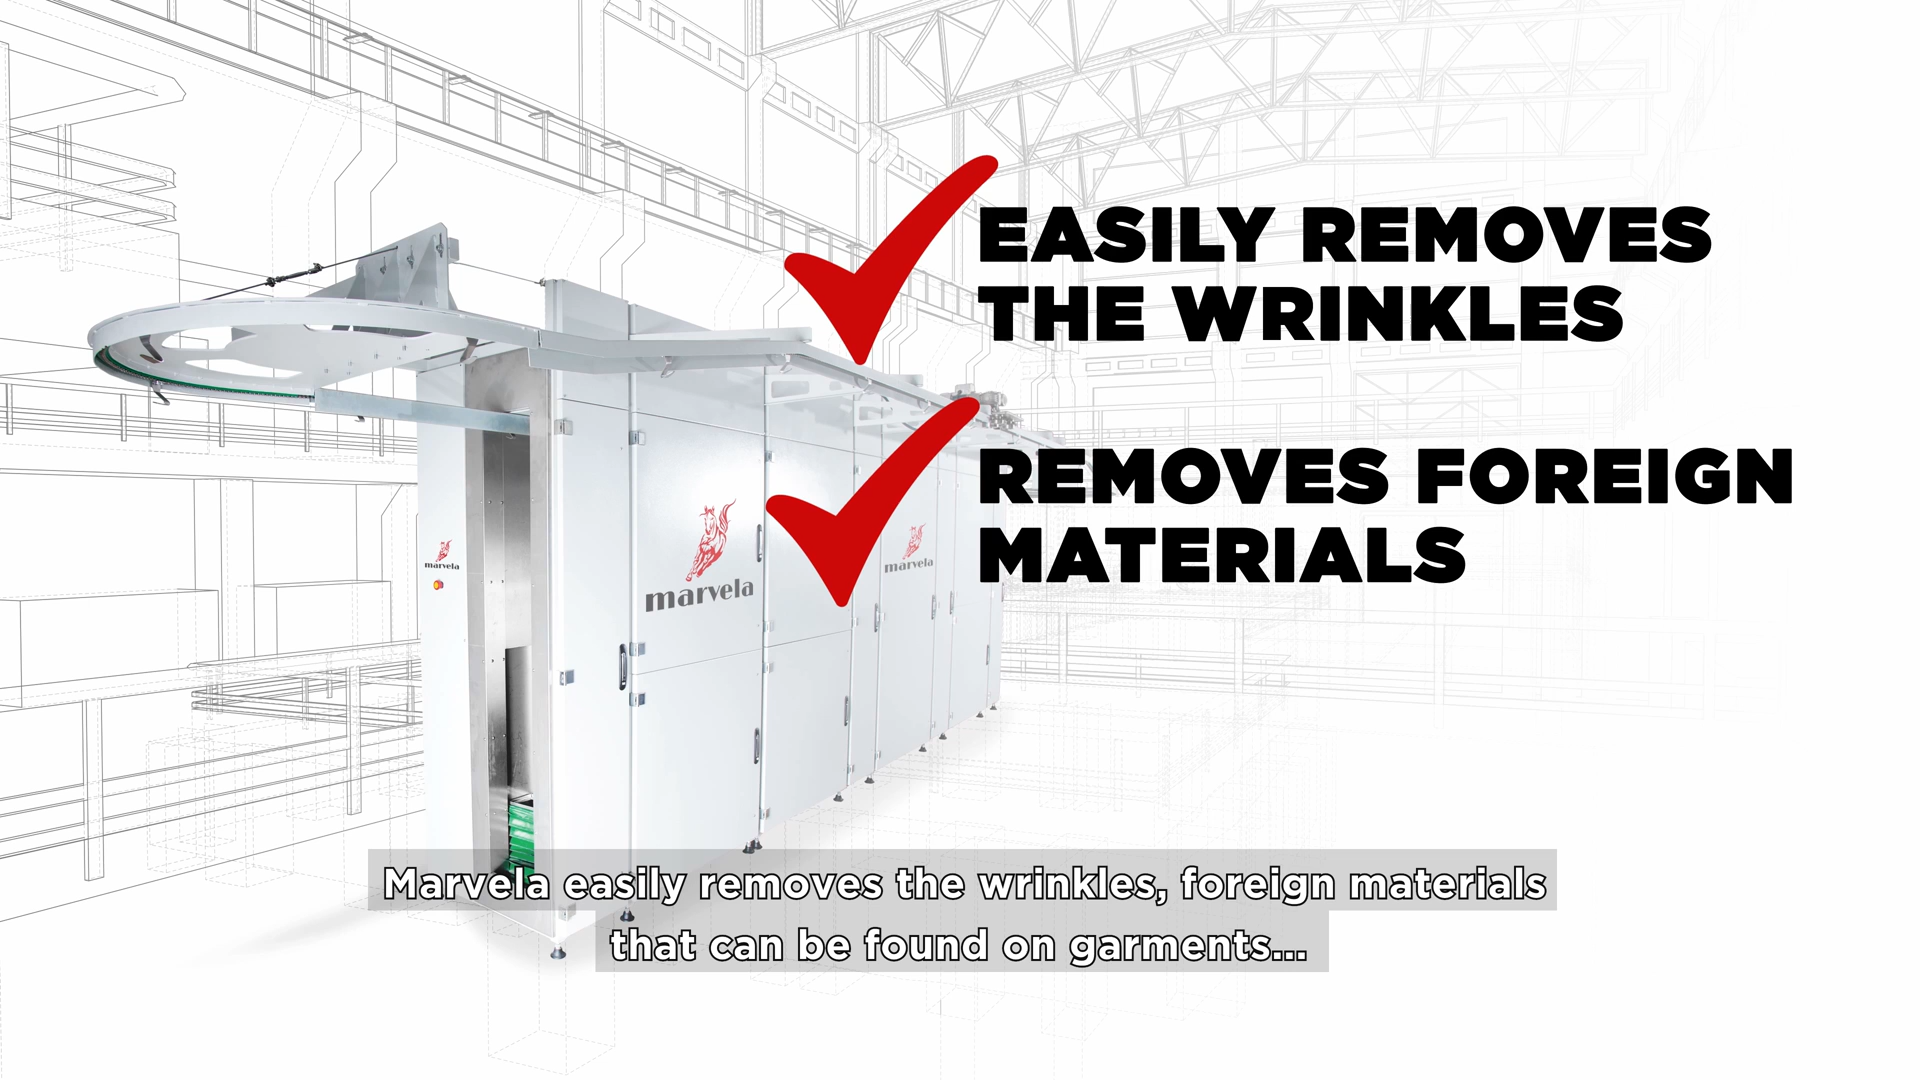 EASILY REMOVES
THE WRINKLES
REMOVES FOREIGN
MATERIALS
marvela
marvela
marvela
Marvela easily removes the wrinkles, foreign materials
that can be found on garments...